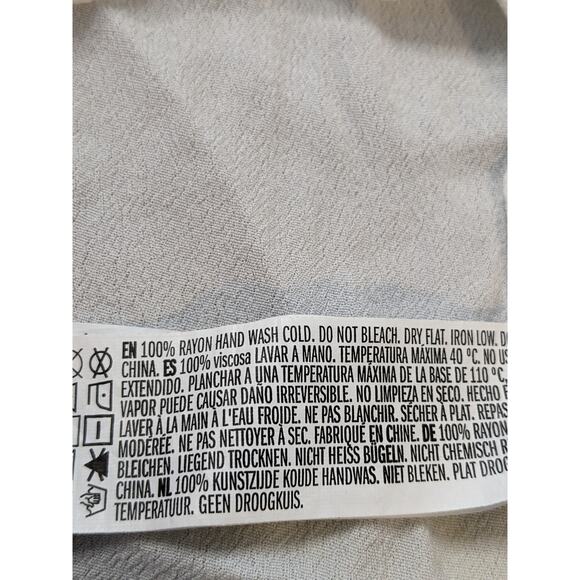 EN 100% RAYON HAND WASH COLD. DO NOT BLEACH. DRY FLAT. IRON LOW.
CHINA. ES 100% viscosa LAVAR A MANO. TEMPERATURA MÁXIMA 40 ºC. NO
EXTENDIDO. PLANCHAR A UNA TEMPERATURA MÁXIMA DE LA BASE DE 110 ºC,
VAPOR PUEDE CAUSAR DAÑO IRREVERSIBLE. NO LIMPIEZA EN SECO. HECHO
LAVER À LA MAIN À L'EAU FROIDE. NE PAS BLANCHIR. SÉCHER À PLAT.
MODÉREE. NE PAS NETTOYER À SEC. FABRIQUÉ EN CHINE. DE 100% RAYON
BLEICHEN. LIEGEND TROCKNEN. NICHT HEISS BÜGELN. NICHT CHEMISCH
CHINA. NL 100% KUNSTZIJDE KOUDE HANDWAS. NIET BLEKEN. PLAT
TEMPERATUUR. GEEN DROOGKUIS.